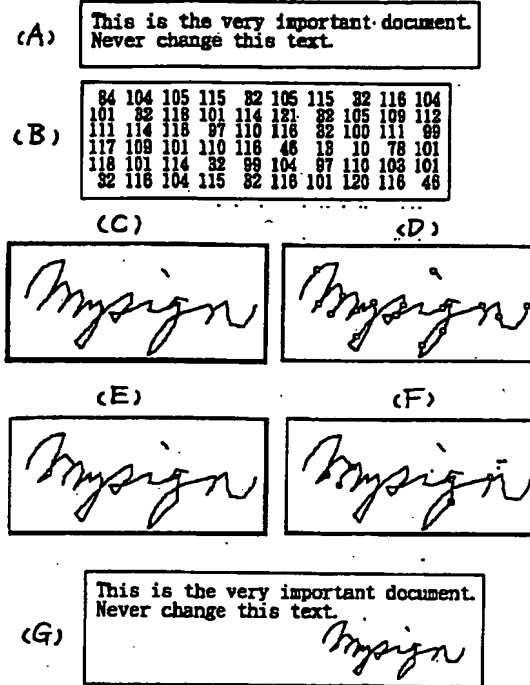 (A) This is the very important document.
Never change this text.
(B)
84 104 105 115 32 105 115 32 116 104
101 32 118 101 114 121 32 105 109 112
111 114 116 97 110 116 32 100 111 99
117 109 101 110 116 46 13 10 78 101
118 101 114 32 99 104 97 110 103 101
32 116 104 115 32 116 101 120 116 46
(C) (D)
Mysign Mysign
(E) (F)
Mysign Mysign
(G) This is the very important document.
Never change this text.
Mysign